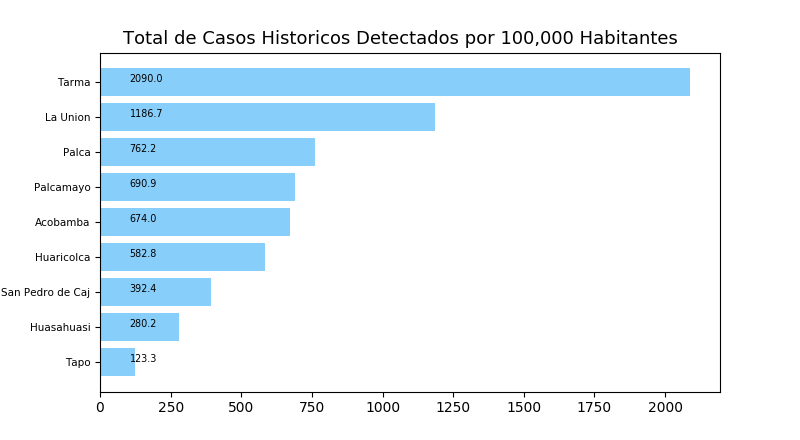 Total de Casos Historicos Detectados por 100,000 Habitantes
Tarma 2090.0
La Union 1186.7
Palca 762.2
Palcamayo 690.9
Acobamba 674.0
Huaricolca 582.8
San Pedro de Caj 392.4
Huasahuasi 280.2
Tapo 123.3
0 250 500 750 1000 1250 1500 1750 2000